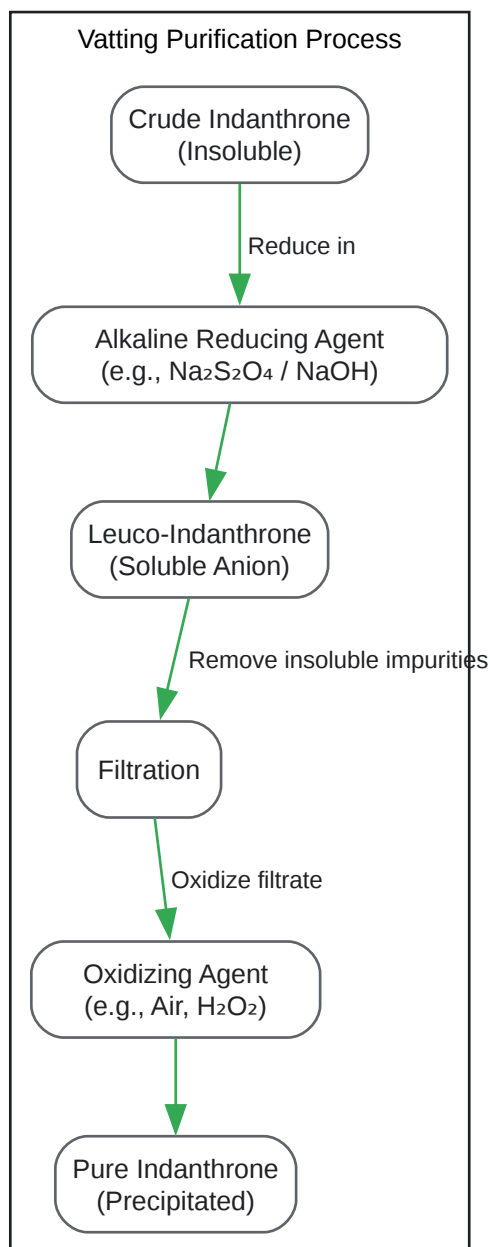 Vatting Purification Process
Crude Indanthrone
(Insoluble)
Reduce in
Alkaline Reducing Agent
(e.g., Na₂S₂O₄ / NaOH)
Leuco-Indanthrone
(Soluble Anion)
Remove insoluble impurities
Filtration
Oxidize filtrate
Oxidizing Agent
(e.g., Air, H₂O₂)
Pure Indanthrone
(Precipitated)